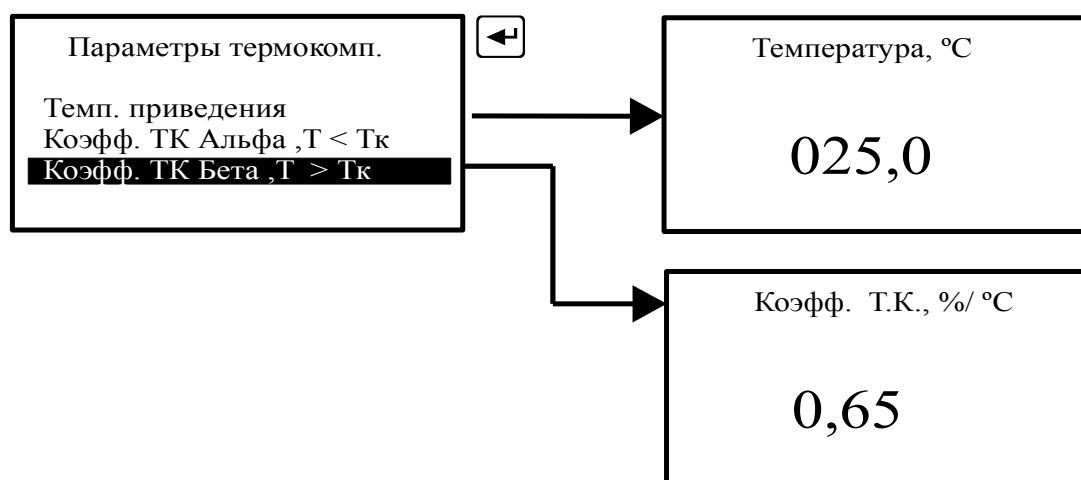 Параметры термокомп.
Темп. приведения
Коэфф. ТК Альфа ,Т < Тк
Коэфф. ТК Бета ,Т > Тк
Температура, ºС
025,0
Коэфф. Т.К., %/ ºС
0,65